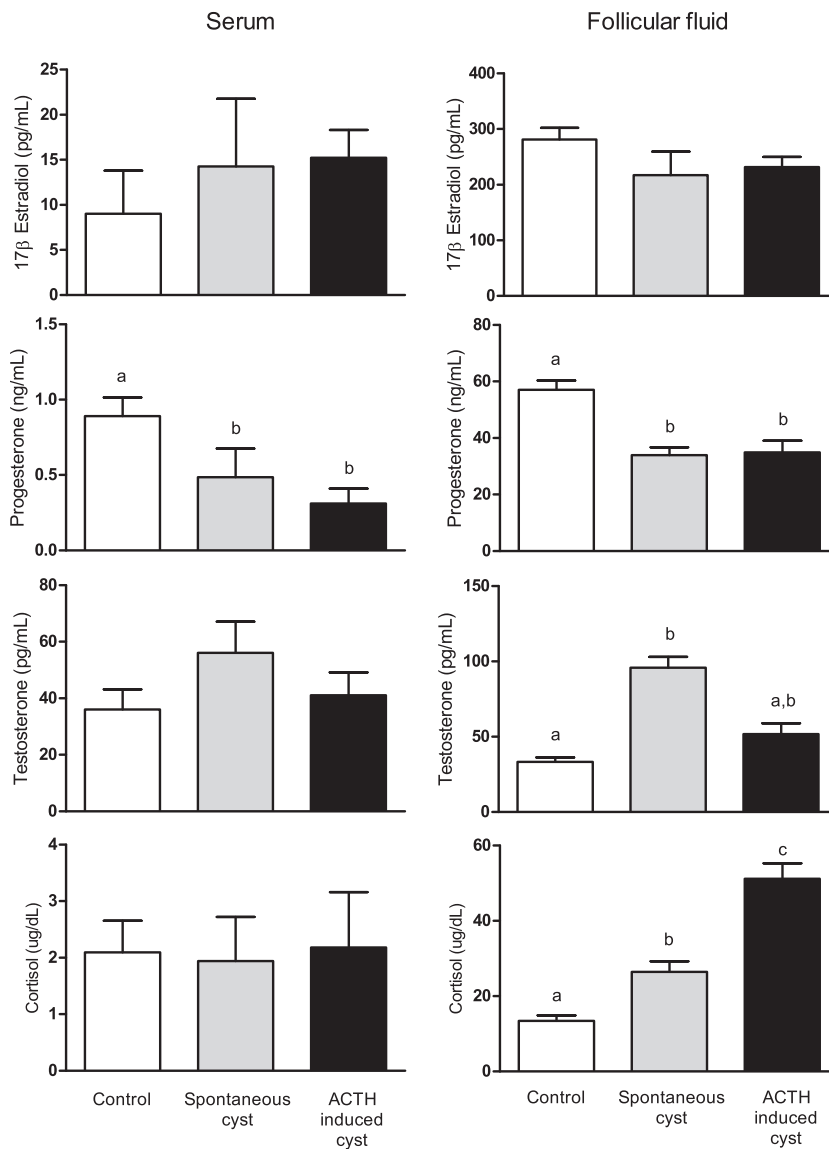 Serum
Follicular fluid
17β Estradiol (pg/mL)
25
20
15
10
5
0
17β Estradiol (pg/mL)
400
300
200
100
0
Progesterone (ng/mL)
1.5
1.0
0.5
0.0
a
b
b
Progesterone (ng/mL)
80
60
40
20
0
a
b
b
Testosterone (pg/mL)
80
60
40
20
0
Testosterone (pg/mL)
150
100
50
0
a
b
a,b
Cortisol (ug/dL)
4
3
2
1
0
Control
Spontaneous
cyst
ACTH
induced
cyst
Cortisol (ug/dL)
60
40
20
0
a
b
c
Control
Spontaneous
cyst
ACTH
induced
cyst